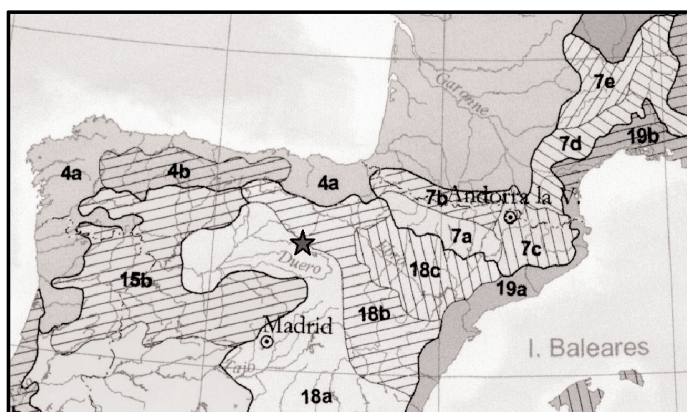 Garonne
7e
7d
19b
4a
4b
4a
7b
Andorra la V.
7a
7c
Ebro
18c
19a
Duero
15b
18b
Madrid
I. Baleares
Tajo
18a